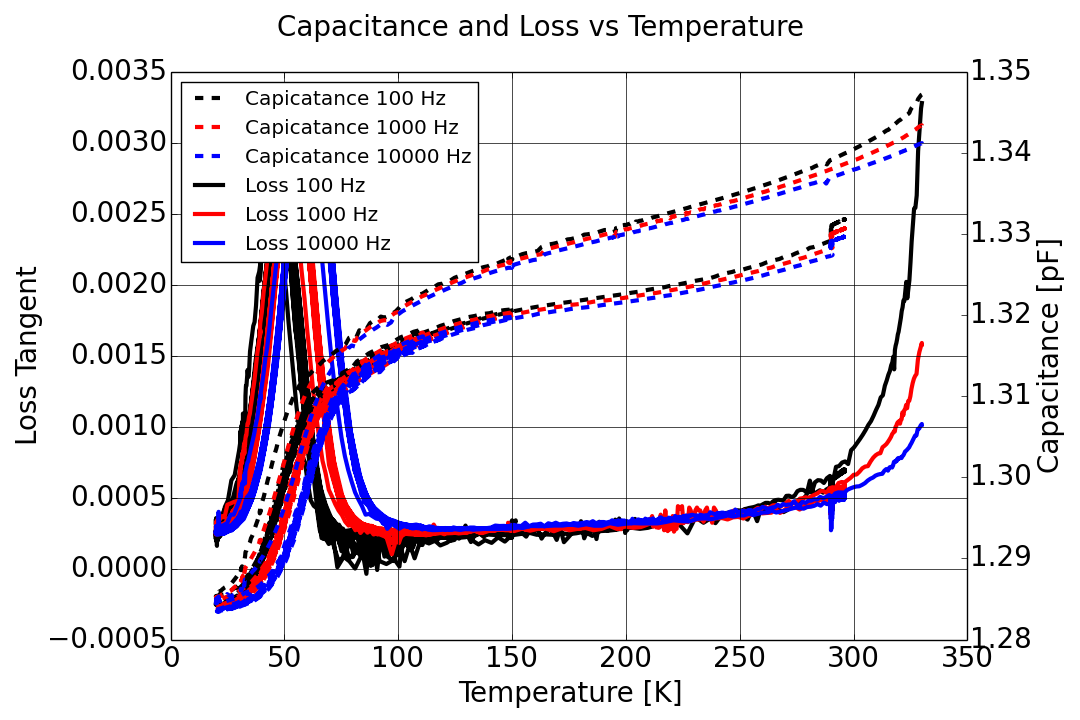 Capacitance and Loss vs Temperature
0.0035
0.0030
0.0025
0.0020
0.0015
0.0010
0.0005
0.0000
−0.0005
Loss Tangent
Capicatance 100 Hz
Capicatance 1000 Hz
Capicatance 10000 Hz
Loss 100 Hz
Loss 1000 Hz
Loss 10000 Hz
1.35
1.34
1.33
1.32
1.31
1.30
1.29
1.28
Capacitance [pF]
0 50 100 150 200 250 300 350
Temperature [K]